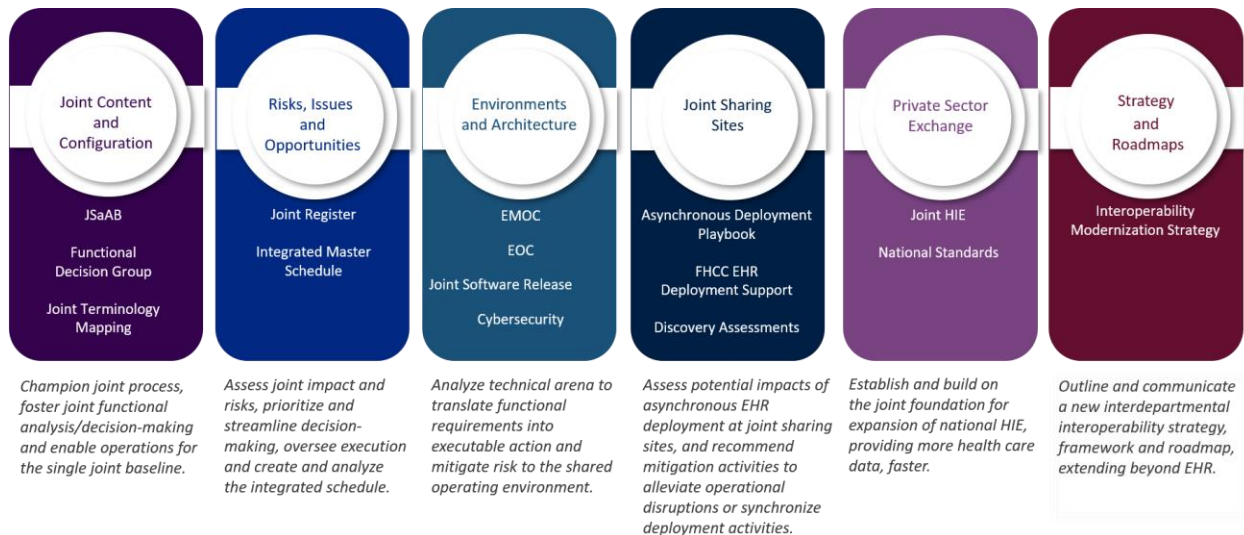 Joint Content
and
Configuration
JSaAB
Functional
Decision Group
Joint Terminology
Mapping
Champion joint process,
foster joint functional
analysis/decision-making
and enable operations for
the single joint baseline.
Risks, Issues
and
Opportunities
Joint Register
Integrated Master
Schedule
Assess joint impact and
risks, prioritize and
streamline decision-
making, oversee execution
and create and analyze
the integrated schedule.
Environments
and Architecture
EMOC
EOC
Joint Software Release
Cybersecurity
Analyze technical arena to
translate functional
requirements into
executable action and
mitigate risk to the shared
operating environment.
Joint Sharing
Sites
Asynchronous Deployment
Playbook
FHCC EHR
Deployment Support
Discovery Assessments
Assess potential impacts of
asynchronous EHR
deployment at joint sharing
sites, and recommend
mitigation activities to
alleviate operational
disruptions or synchronize
deployment activities.
Private Sector
Exchange
Joint HIE
National Standards
Establish and build on
the joint foundation for
expansion of national HIE,
providing more health care
data, faster.
Strategy
and
Roadmaps
Interoperability
Modernization Strategy
Outline and communicate
a new interdepartmental
interoperability strategy,
framework and roadmap,
extending beyond EHR.